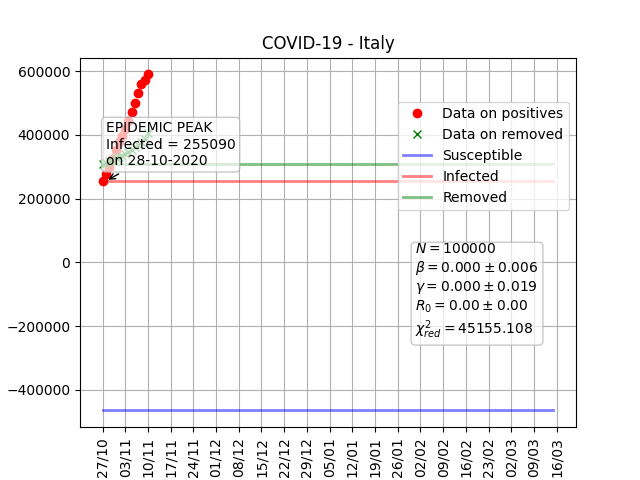 COVID-19 - Italy
600000
400000
200000
0
−200000
−400000
EPIDEMIC PEAK
Infected = 255090
on 28-10-2020
Data on positives
Data on removed
Susceptible
Infected
Removed
N = 100000
β = 0.000 ± 0.006
γ = 0.000 ± 0.019
R₀ = 0.00 ± 0.00
χ²_red = 45155.108
27/10
03/11
10/11
17/11
24/11
01/12
08/12
15/12
22/12
29/12
05/01
12/01
19/01
26/01
02/02
09/02
16/02
23/02
02/03
09/03
16/03